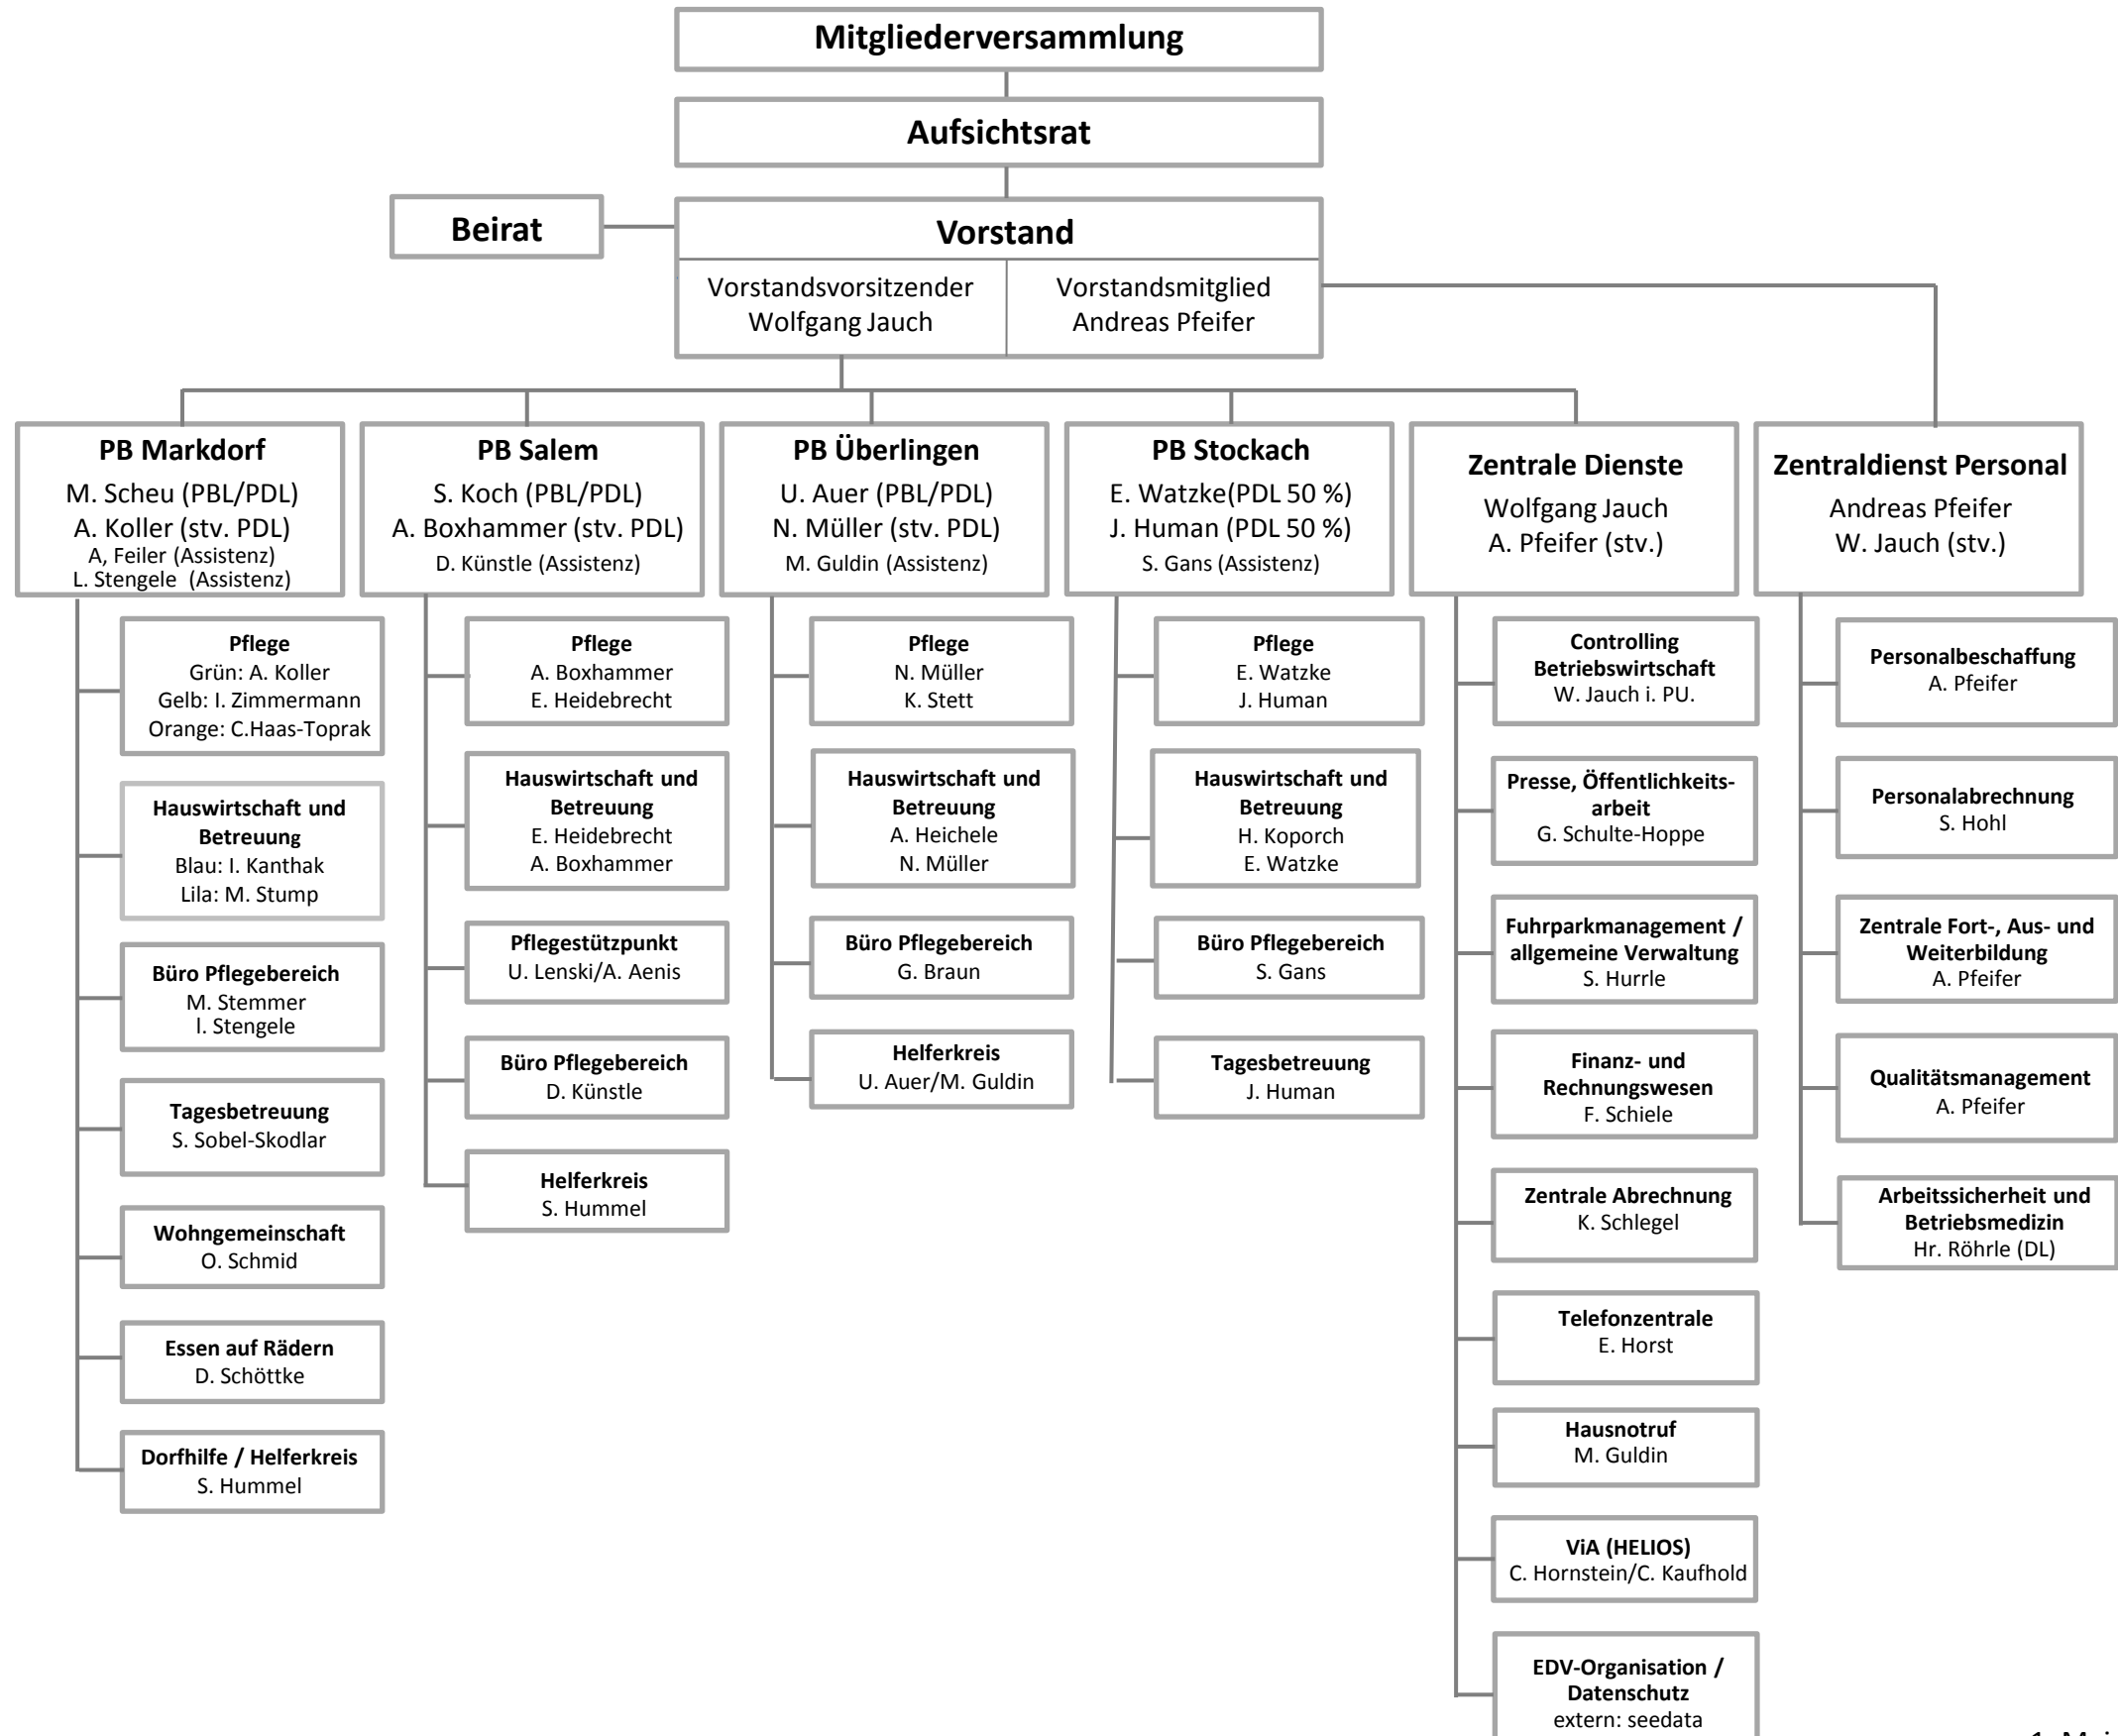 Mitgliederversammlung
Aufsichtsrat
Beirat
Vorstand
Vorstandsvorsitzender
Wolfgang Jauch
Vorstandsmitglied
Andreas Pfeifer
PB Markdorf
M. Scheu (PBL/PDL)
A. Koller (stv. PDL)
A, Feiler (Assistenz)
L. Stengele  (Assistenz)
Pflege
Grün: A. Koller
Gelb: I. Zimmermann
Orange: C.Haas-Toprak
Hauswirtschaft und
Betreuung
Blau: I. Kanthak
Lila: M. Stump
Büro Pflegebereich
M. Stemmer
l. Stengele
Tagesbetreuung
S. Sobel-Skodlar
Wohngemeinschaft
O. Schmid
Essen auf Rädern
D. Schöttke
Dorfhilfe / Helferkreis
S. Hummel
PB Salem
S. Koch (PBL/PDL)
A. Boxhammer (stv. PDL)
D. Künstle (Assistenz)
Pflege
A. Boxhammer
E. Heidebrecht
Hauswirtschaft und
Betreuung
E. Heidebrecht
A. Boxhammer
Pflegestützpunkt
U. Lenski/A. Aenis
Büro Pflegebereich
D. Künstle
Helferkreis
S. Hummel
PB Überlingen
U. Auer (PBL/PDL)
N. Müller (stv. PDL)
M. Guldin (Assistenz)
Pflege
N. Müller
K. Stett
Hauswirtschaft und
Betreuung
A. Heichele
N. Müller
Büro Pflegebereich
G. Braun
Helferkreis
U. Auer/M. Guldin
PB Stockach
E. Watzke(PDL 50 %)
J. Human (PDL 50 %)
S. Gans (Assistenz)
Pflege
E. Watzke
J. Human
Hauswirtschaft und
Betreuung
H. Koporch
E. Watzke
Büro Pflegebereich
S. Gans
Tagesbetreuung
J. Human
Zentrale Dienste
Wolfgang Jauch
A. Pfeifer (stv.)
Controlling
Betriebswirtschaft
W. Jauch i. PU.
Presse, Öffentlichkeits-
arbeit
G. Schulte-Hoppe
Fuhrparkmanagement /
allgemeine Verwaltung
S. Hurrle
Finanz- und
Rechnungswesen
F. Schiele
Zentrale Abrechnung
K. Schlegel
Telefonzentrale
E. Horst
Hausnotruf
M. Guldin
ViA (HELIOS)
C. Hornstein/C. Kaufhold
EDV-Organisation /
Datenschutz
extern: seedata
Zentraldienst Personal
Andreas Pfeifer
W. Jauch (stv.)
Personalbeschaffung
A. Pfeifer
Personalabrechnung
S. Hohl
Zentrale Fort-, Aus- und
Weiterbildung
A. Pfeifer
Qualitätsmanagement
A. Pfeifer
Arbeitssicherheit und
Betriebsmedizin
Hr. Röhrle (DL)
1. Mai